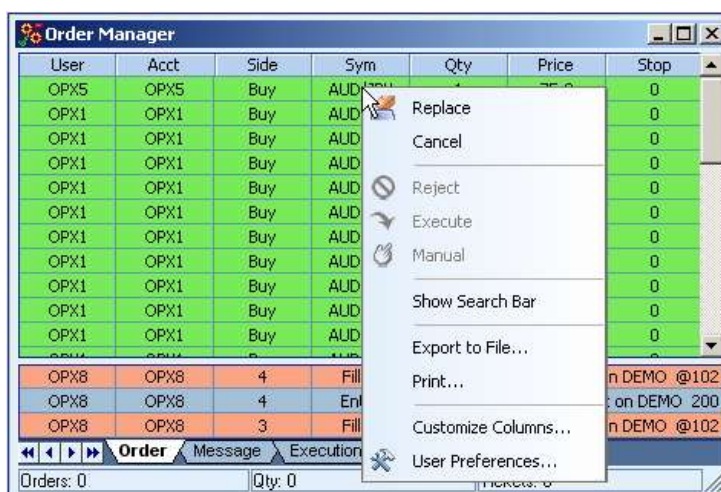 Order Manager
User Acct Side Sym Qty Price Stop
OPX5 OPX5 Buy AUD 0
OPX1 OPX1 Buy AUD 0
OPX1 OPX1 Buy AUD 0
OPX1 OPX1 Buy AUD 0
OPX1 OPX1 Buy AUD 0
OPX1 OPX1 Buy AUD 0
OPX1 OPX1 Buy AUD 0
OPX1 OPX1 Buy AUD 0
OPX1 OPX1 Buy AUD 0
OPX1 OPX1 Buy AUD 0
OPX1 OPX1 Buy AUD 0
OPX8 OPX8 4 Fill n DEMO @102
OPX8 OPX8 4 on DEMO 200
OPX8 OPX8 3 Fill n DEMO @102
Order Message Execution
Orders: 0 Qty: 0 Tickets: 0
Replace
Cancel
Reject
Execute
Manual
Show Search Bar
Export to File...
Print...
Customize Columns...
User Preferences...